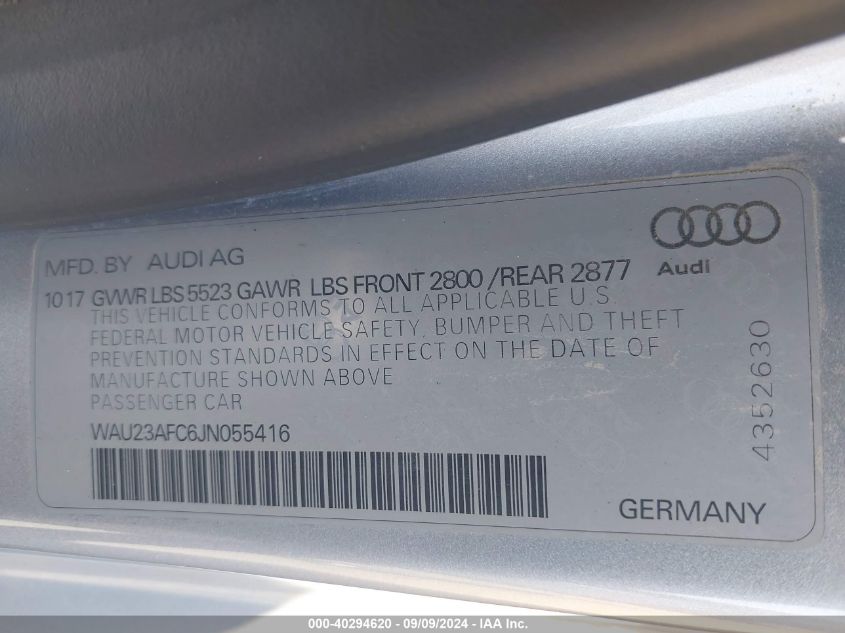 MFD. BY AUDI AG
Audi
10 17 GVWR LBS 5523 GAWR LBS FRONT 2800 /REAR 2877
THIS VEHICLE CONFORMS TO ALL APPLICABLE U.S.
FEDERAL MOTOR VEHICLE SAFETY, BUMPER AND THEFT
PREVENTION STANDARDS IN EFFECT ON THE DATE OF
MANUFACTURE SHOWN ABOVE
PASSENGER CAR
WAU23AFC6JN055416
4352630
GERMANY
000-40294620 - 09/09/2024 - IAA Inc.